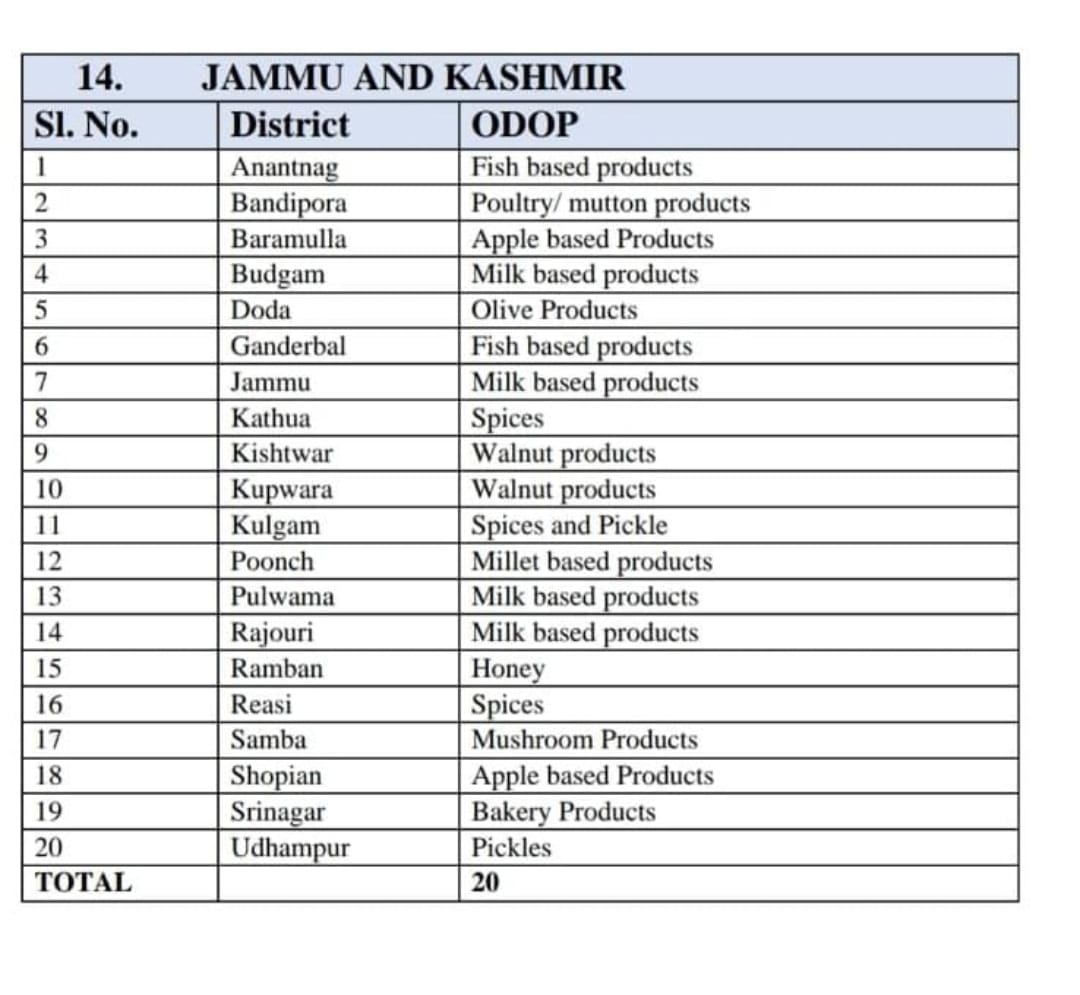 14. JAMMU AND KASHMIR
Sl. No. District ODOP
1 Anantnag Fish based products
2 Bandipora Poultry/ mutton products
3 Baramulla Apple based Products
4 Budgam Milk based products
5 Doda Olive Products
6 Ganderbal Fish based products
7 Jammu Milk based products
8 Kathua Spices
9 Kishtwar Walnut products
10 Kupwara Walnut products
11 Kulgam Spices and Pickle
12 Poonch Millet based products
13 Pulwama Milk based products
14 Rajouri Milk based products
15 Ramban Honey
16 Reasi Spices
17 Samba Mushroom Products
18 Shopian Apple based Products
19 Srinagar Bakery Products
20 Udhampur Pickles
TOTAL 20